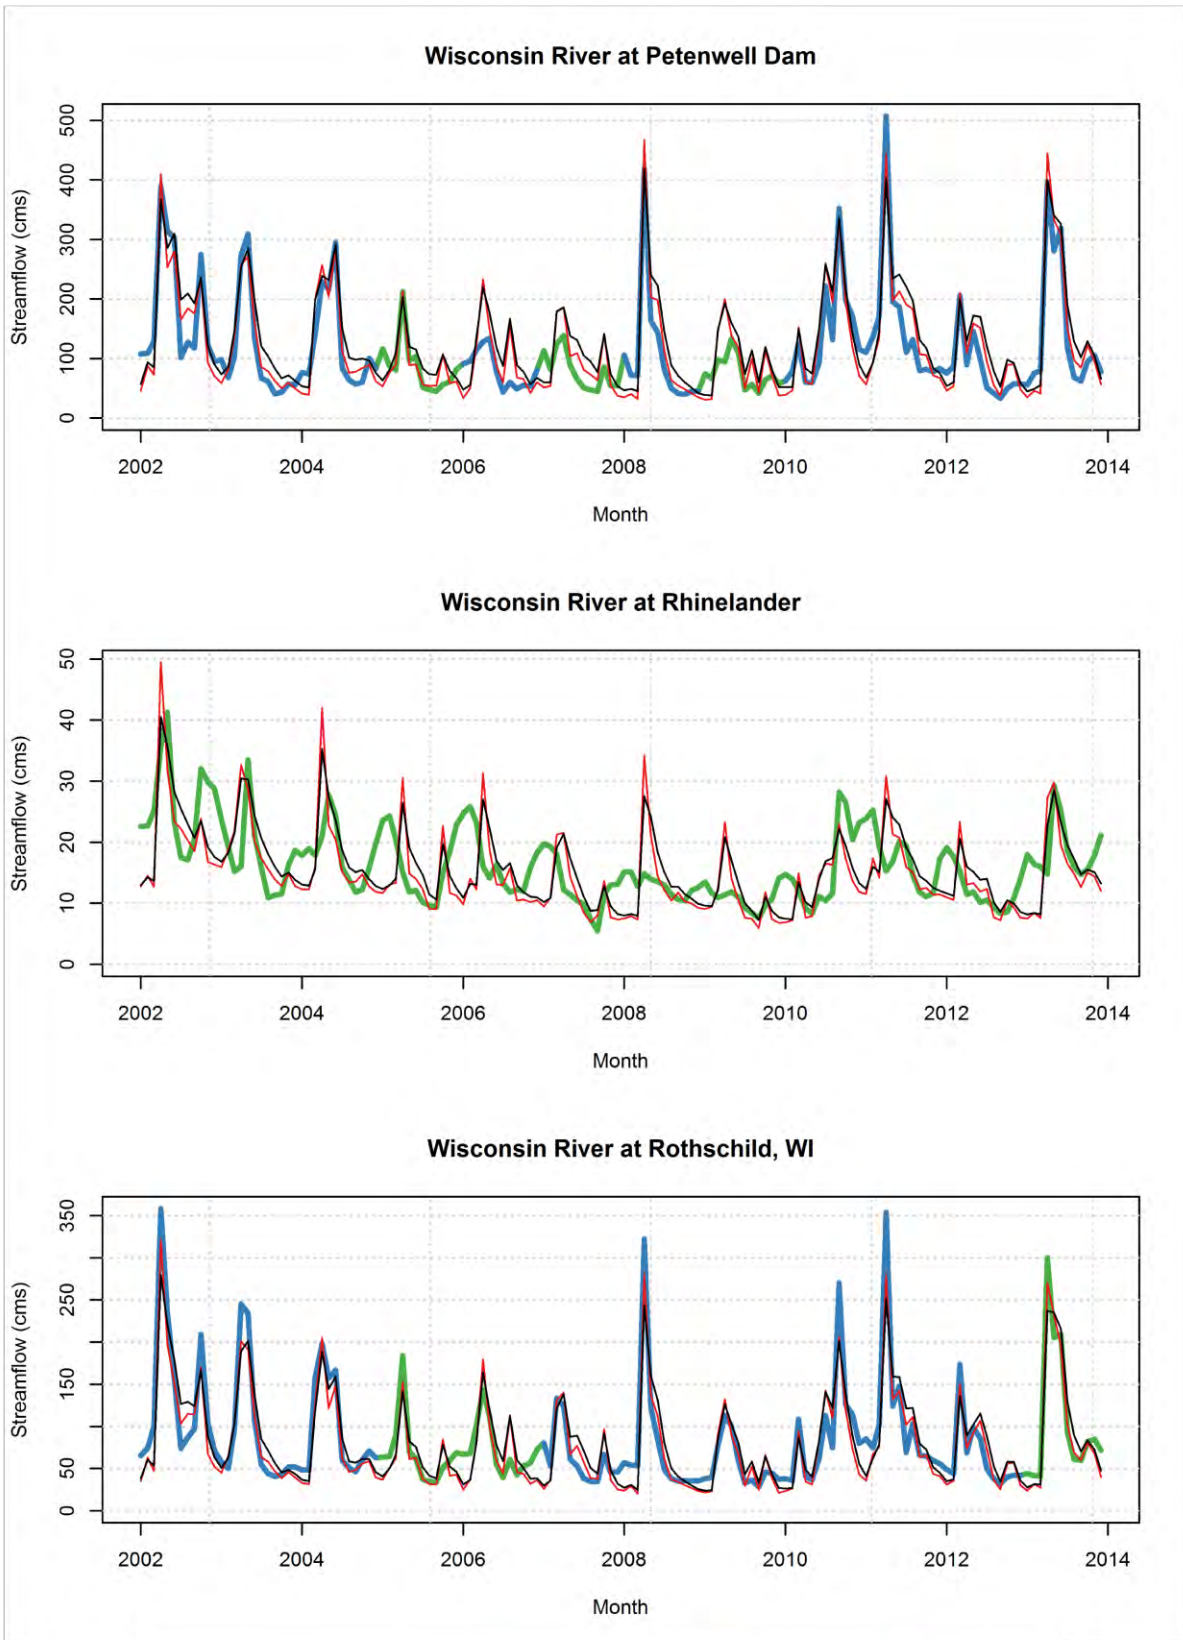 Wisconsin River at Petenwell Dam
Streamflow (cms)
500
400
300
200
100
0
2002 2004 2006 2008 2010 2012 2014
Month
Wisconsin River at Rhinelander
Streamflow (cms)
50
40
30
20
10
0
2002 2004 2006 2008 2010 2012 2014
Month
Wisconsin River at Rothschild, WI
Streamflow (cms)
350
250
150
50
0
2002 2004 2006 2008 2010 2012 2014
Month